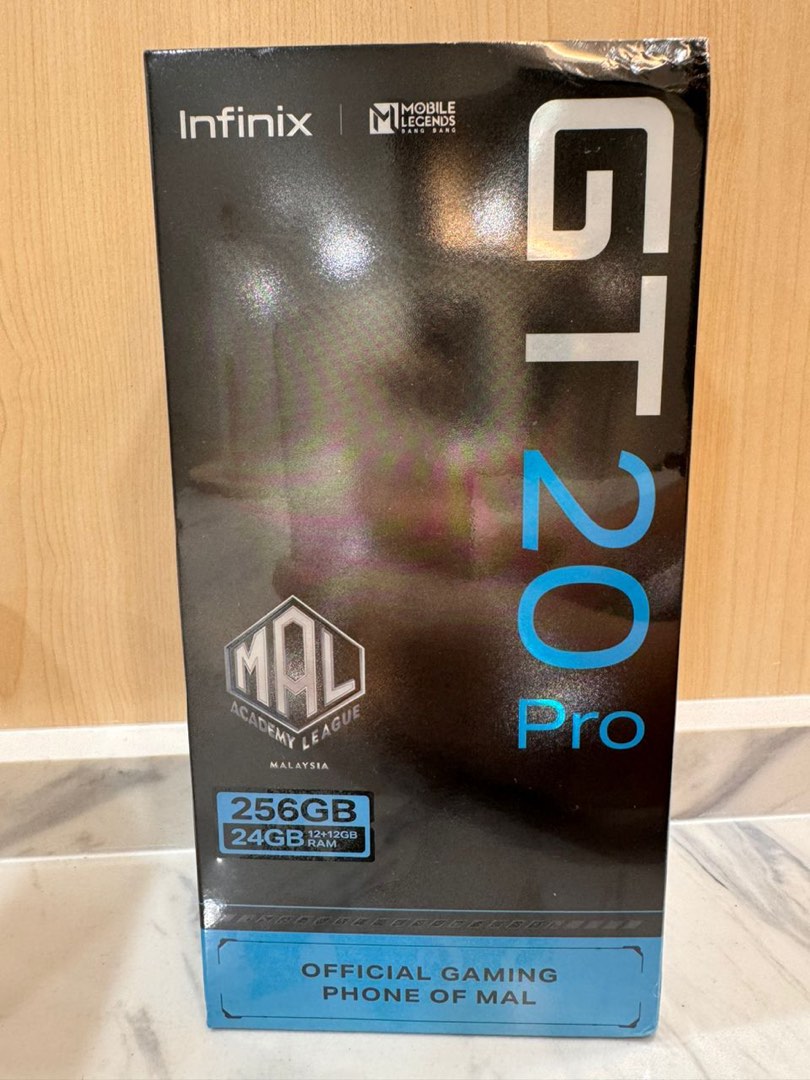 Infinix
MOBILE
LEGENDS
BANG BANG
GT 20 Pro
MAL
ACADEMY LEAGUE
MALAYSIA
256GB
24GB 12+12GB RAM
OFFICIAL GAMING
PHONE OF MAL